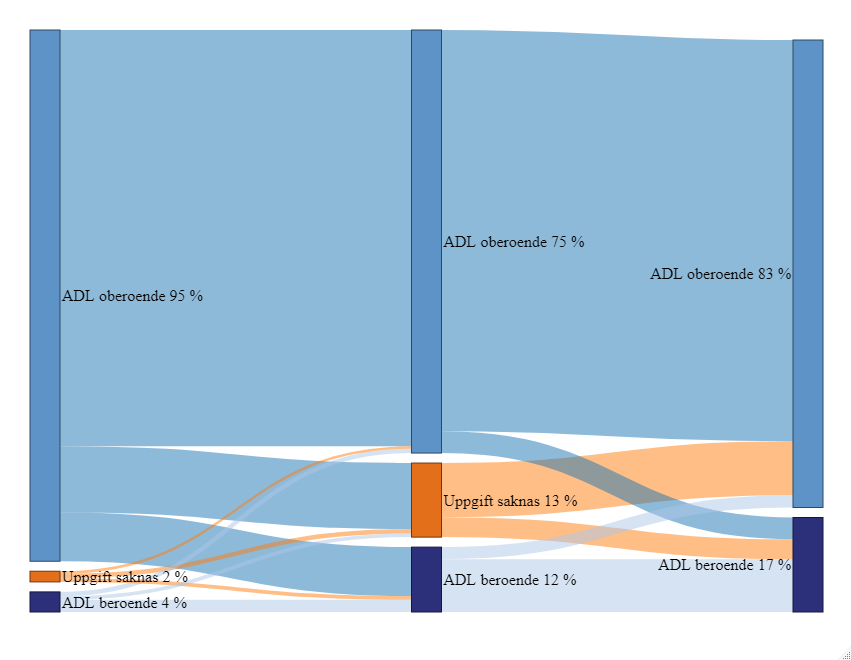 ADL oberoende 95 %
Uppgift saknas 2 %
ADL beroende 4 %
ADL oberoende 75 %
Uppgift saknas 13 %
ADL beroende 12 %
ADL oberoende 83 %
ADL beroende 17 %